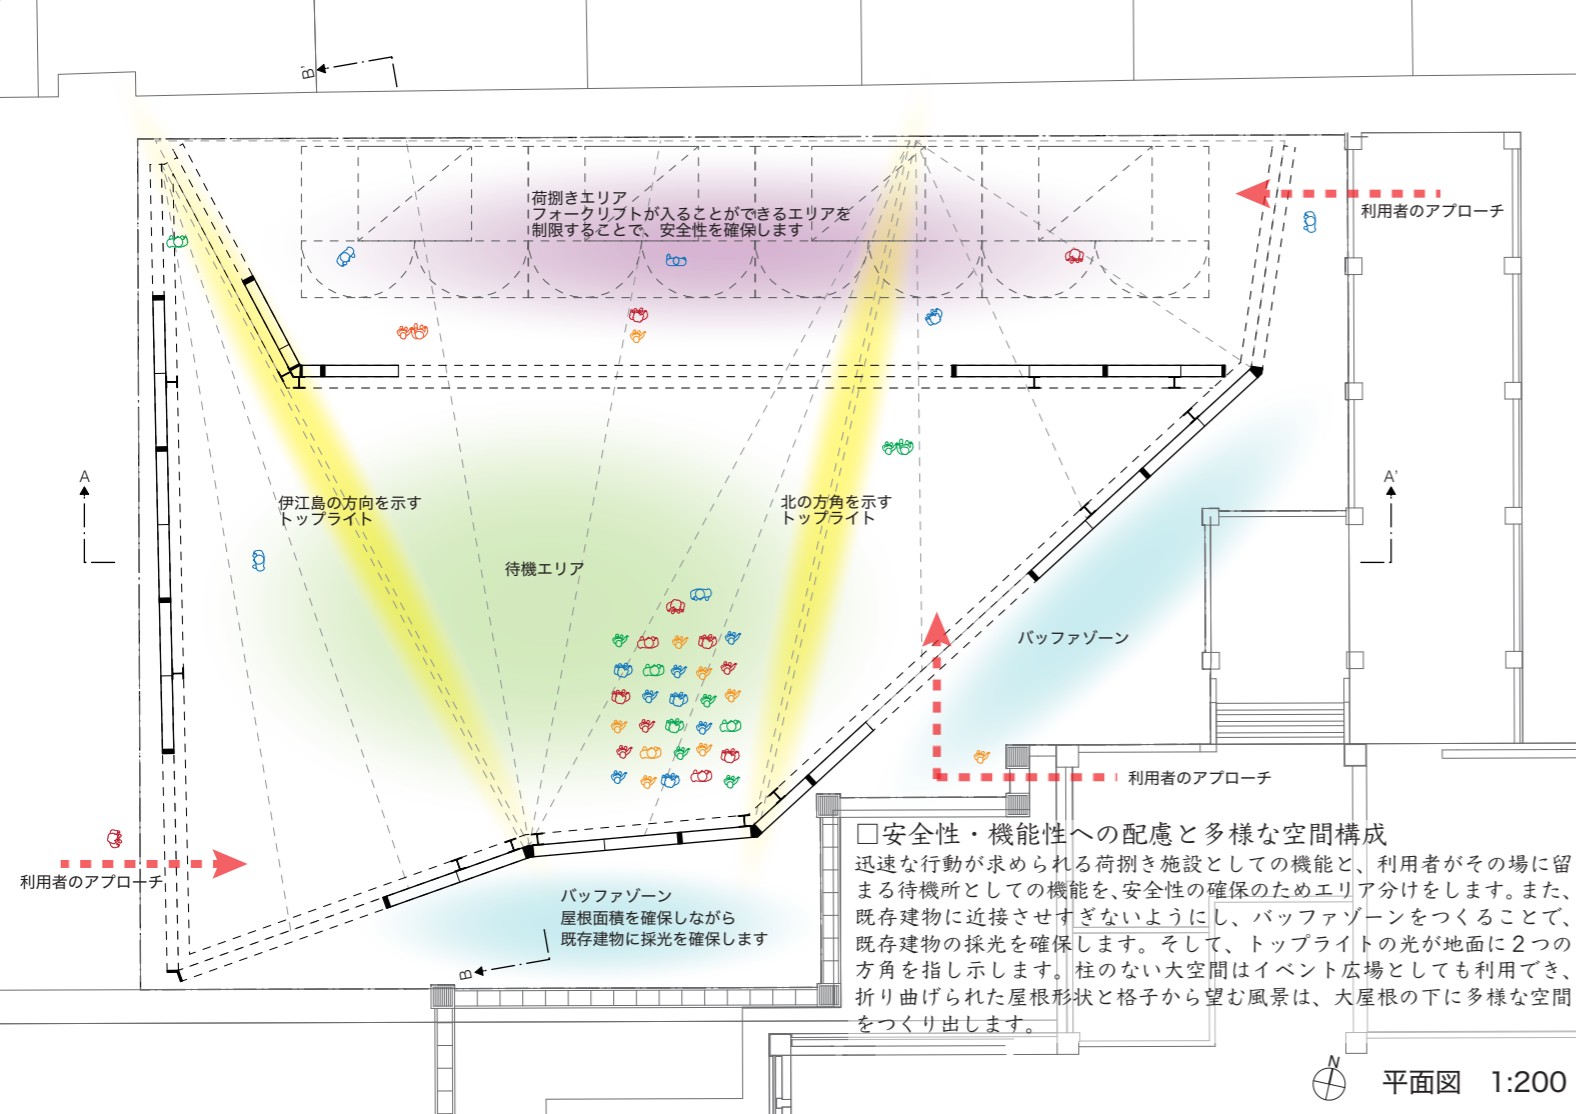 B'
荷捌きエリア
フォークリフトが入ることができるエリアを
制限することで、安全性を確保します
利用者のアプローチ
A
A'
伊江島の方向を示す
トップライト
北の方角を示す
トップライト
待機エリア
バッファゾーン
利用者のアプローチ
利用者のアプローチ
バッファゾーン
屋根面積を確保しながら
既存建物に採光を確保します
B
□安全性・機能性への配慮と多様な空間構成
迅速な行動が求められる荷捌き施設としての機能と、利用者がその場に留
まる待機所としての機能を、安全性の確保のためエリア分けをします。また、
既存建物に近接させすぎないようにし、バッファゾーンをつくることで、
既存建物の採光を確保します。そして、トップライトの光が地面に2つの
方角を指し示します。柱のない大空間はイベント広場としても利用でき、
折り曲げられた屋根形状と格子から望む風景は、大屋根の下に多様な空間
をつくり出します。
N
平面図 1:200